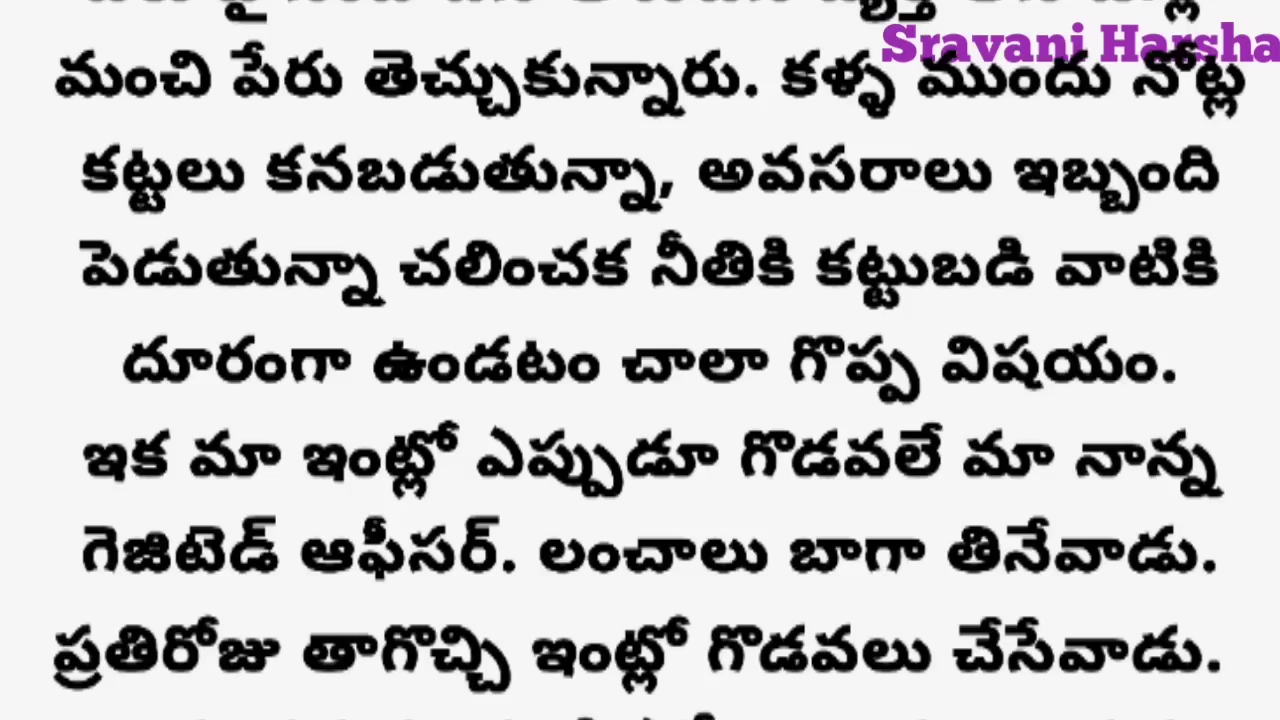 Sravani Harsha
మంచి పేరు తెచ్చుకున్నారు. కళ్ళ ముందు నోట్ల
కట్టలు కనబడుతున్నా, అవసరాలు ఇబ్బంది
పెడుతున్నా చలించక నీతికి కట్టుబడి వాటికి
దూరంగా ఉండటం చాలా గొప్ప విషయం.
ఇక మా ఇంట్లో ఎప్పుడూ గొడవలే మా నాన్న
గెజిటెడ్ ఆఫీసర్. లంచాలు బాగా తినేవాడు.
ప్రతిరోజు తాగొచ్చి ఇంట్లో గొడవలు చేసేవాడు.